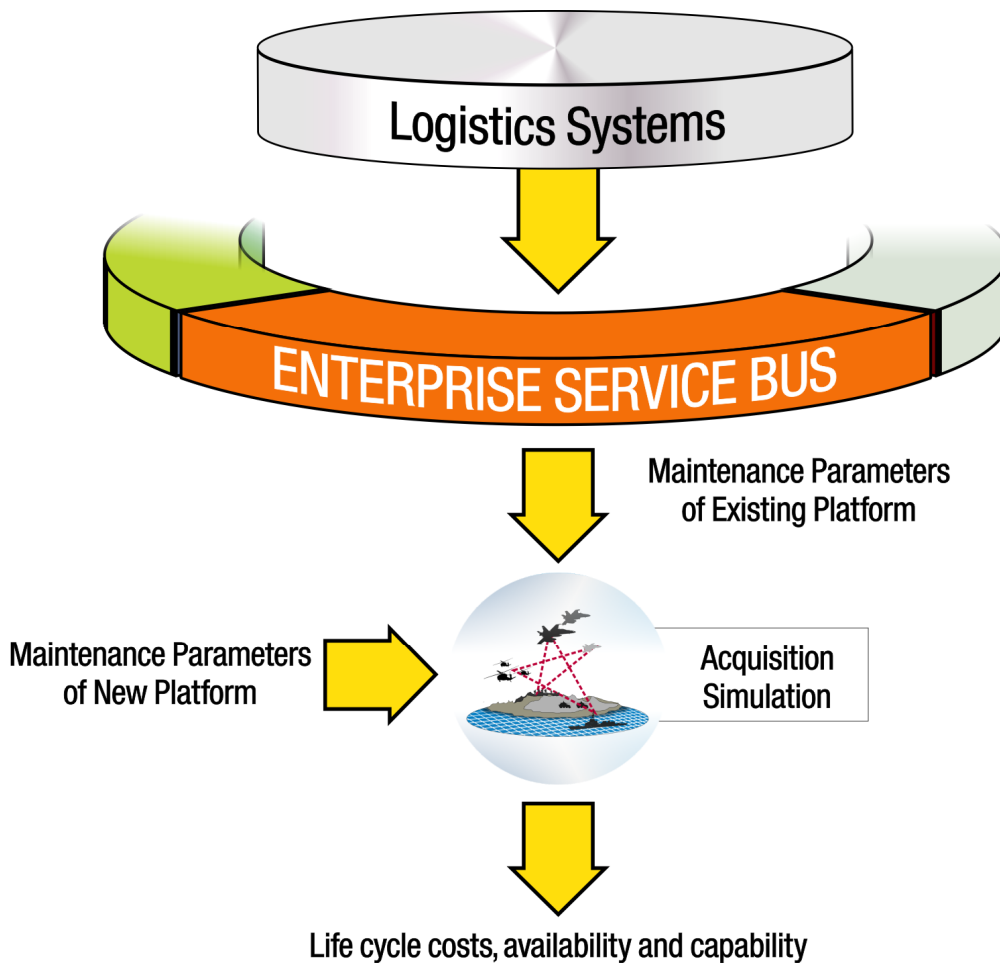 Logistics Systems
ENTERPRISE SERVICE BUS
Maintenance Parameters
of Existing Platform
Maintenance Parameters
of New Platform
Acquisition
Simulation
Life cycle costs, availability and capability